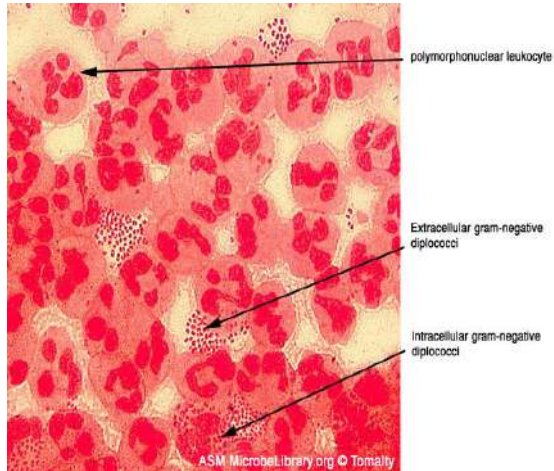 polymorphonuclear leukocyte
Extracellular gram-negative
diplococci
Intracellular gram-negative
diplococci
ASM MicrobeLibrary.org © Tomalty